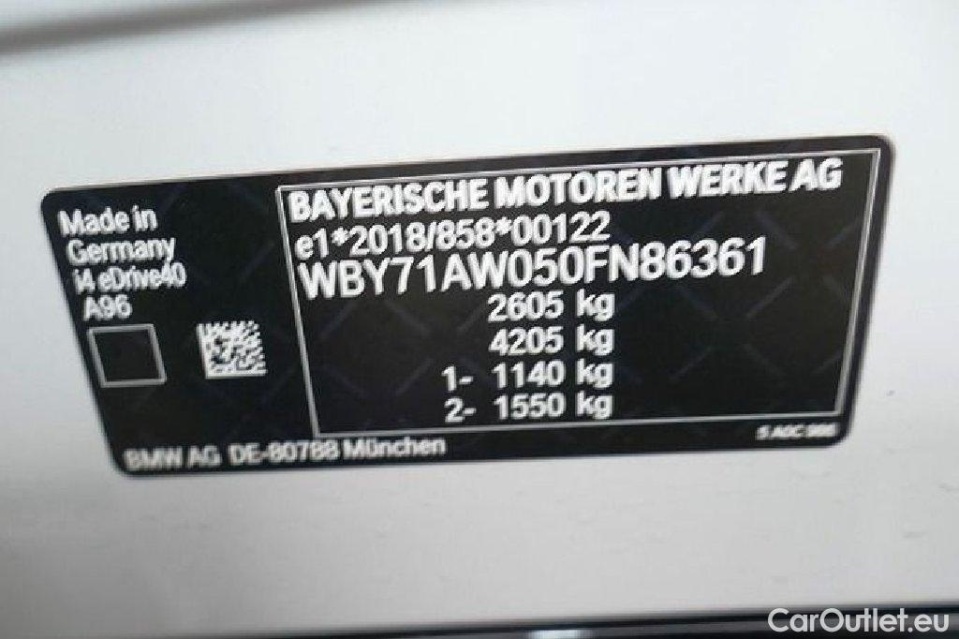 Made in
Germany
i4 eDrive40
A96
BAYERISCHE MOTOREN WERKE AG
e1*2018/858*00122
WBY71AW050FN86361
2605 kg
4205 kg
1- 1140 kg
2- 1550 kg
BMW AG DE-80788 München
CarOutlet.eu